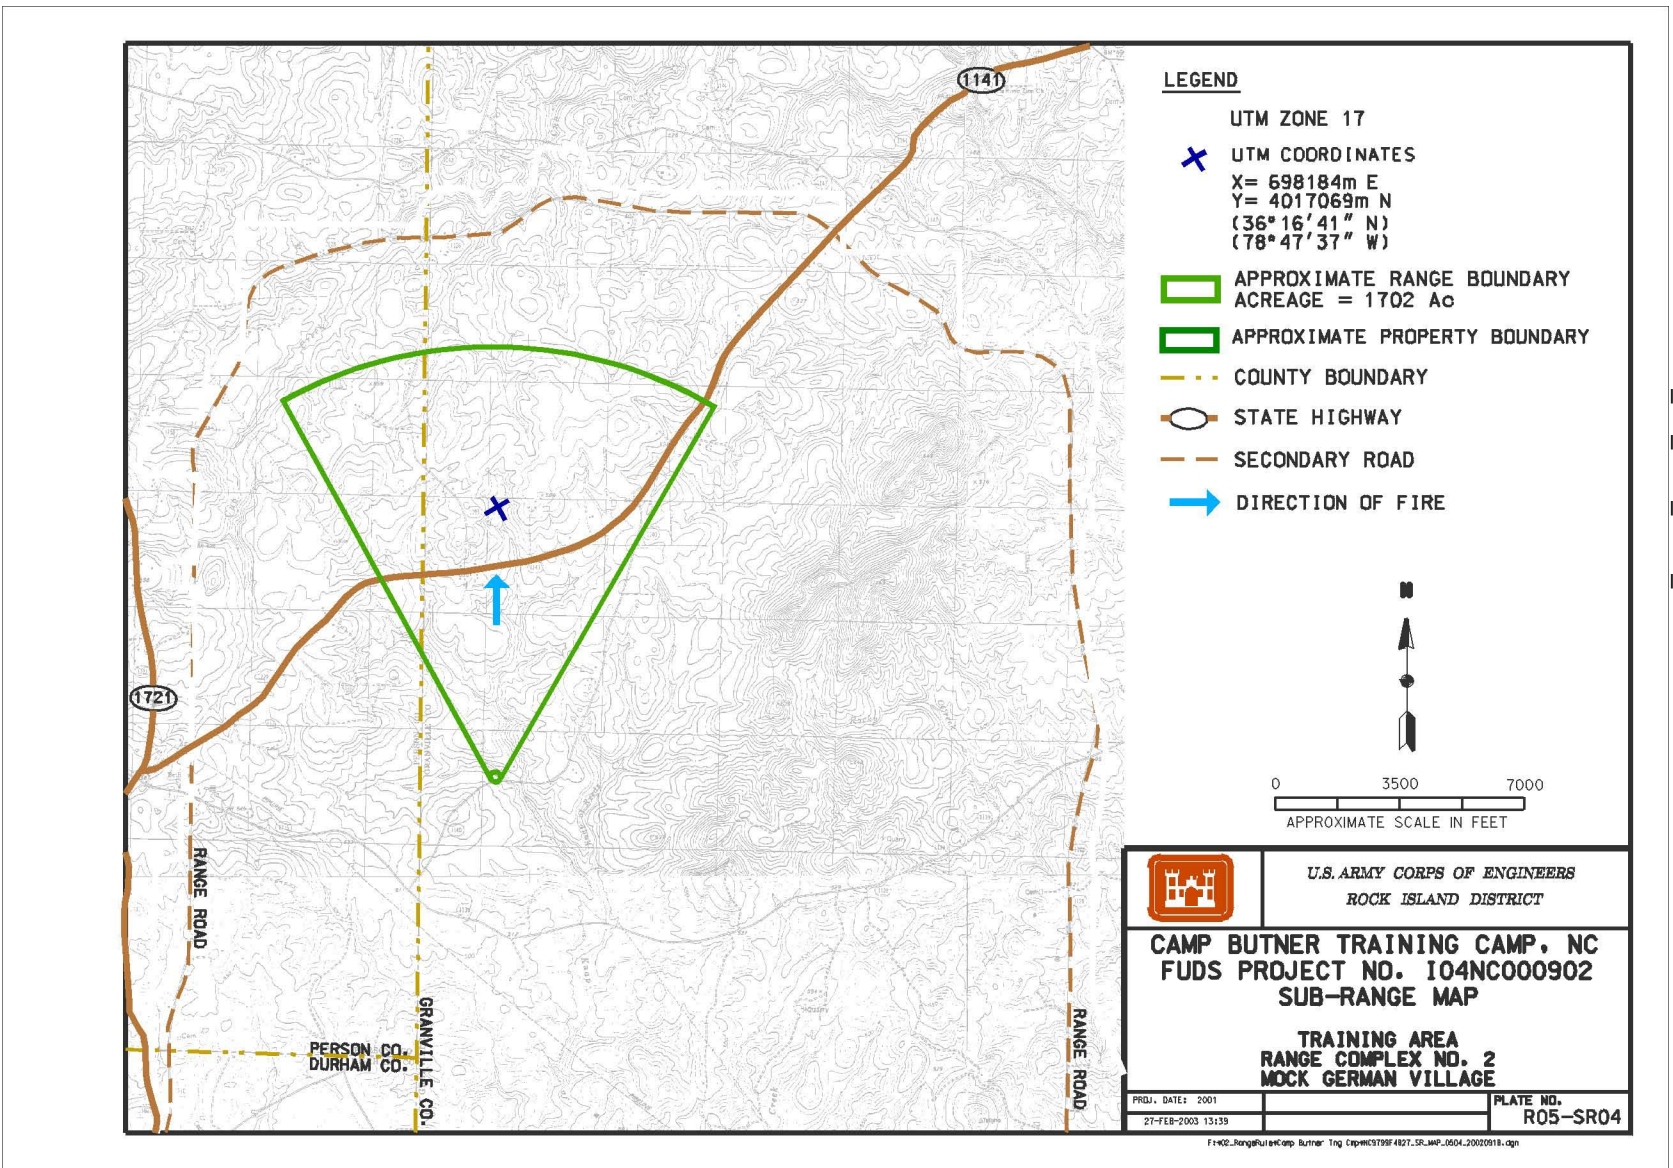 1141
1721
RANGE ROAD
PERSON CO.
DURHAM CO.
GRANVILLE CO.
RANGE ROAD
LEGEND
UTM ZONE 17
UTM COORDINATES
X= 698184m E
Y= 4017069m N
(36°16'41" N)
(78°47'37" W)
APPROXIMATE RANGE BOUNDARY
ACREAGE = 1702 Ac
APPROXIMATE PROPERTY BOUNDARY
COUNTY BOUNDARY
STATE HIGHWAY
SECONDARY ROAD
DIRECTION OF FIRE
N
0 3500 7000
APPROXIMATE SCALE IN FEET
U.S. ARMY CORPS OF ENGINEERS
ROCK ISLAND DISTRICT
CAMP BUTNER TRAINING CAMP, NC
FUDS PROJECT NO. I04NC000902
SUB-RANGE MAP
TRAINING AREA
RANGE COMPLEX NO. 2
MOCK GERMAN VILLAGE
PROJ. DATE: 2001
27-FEB-2003 13:39
PLATE NO.
R05-SR04